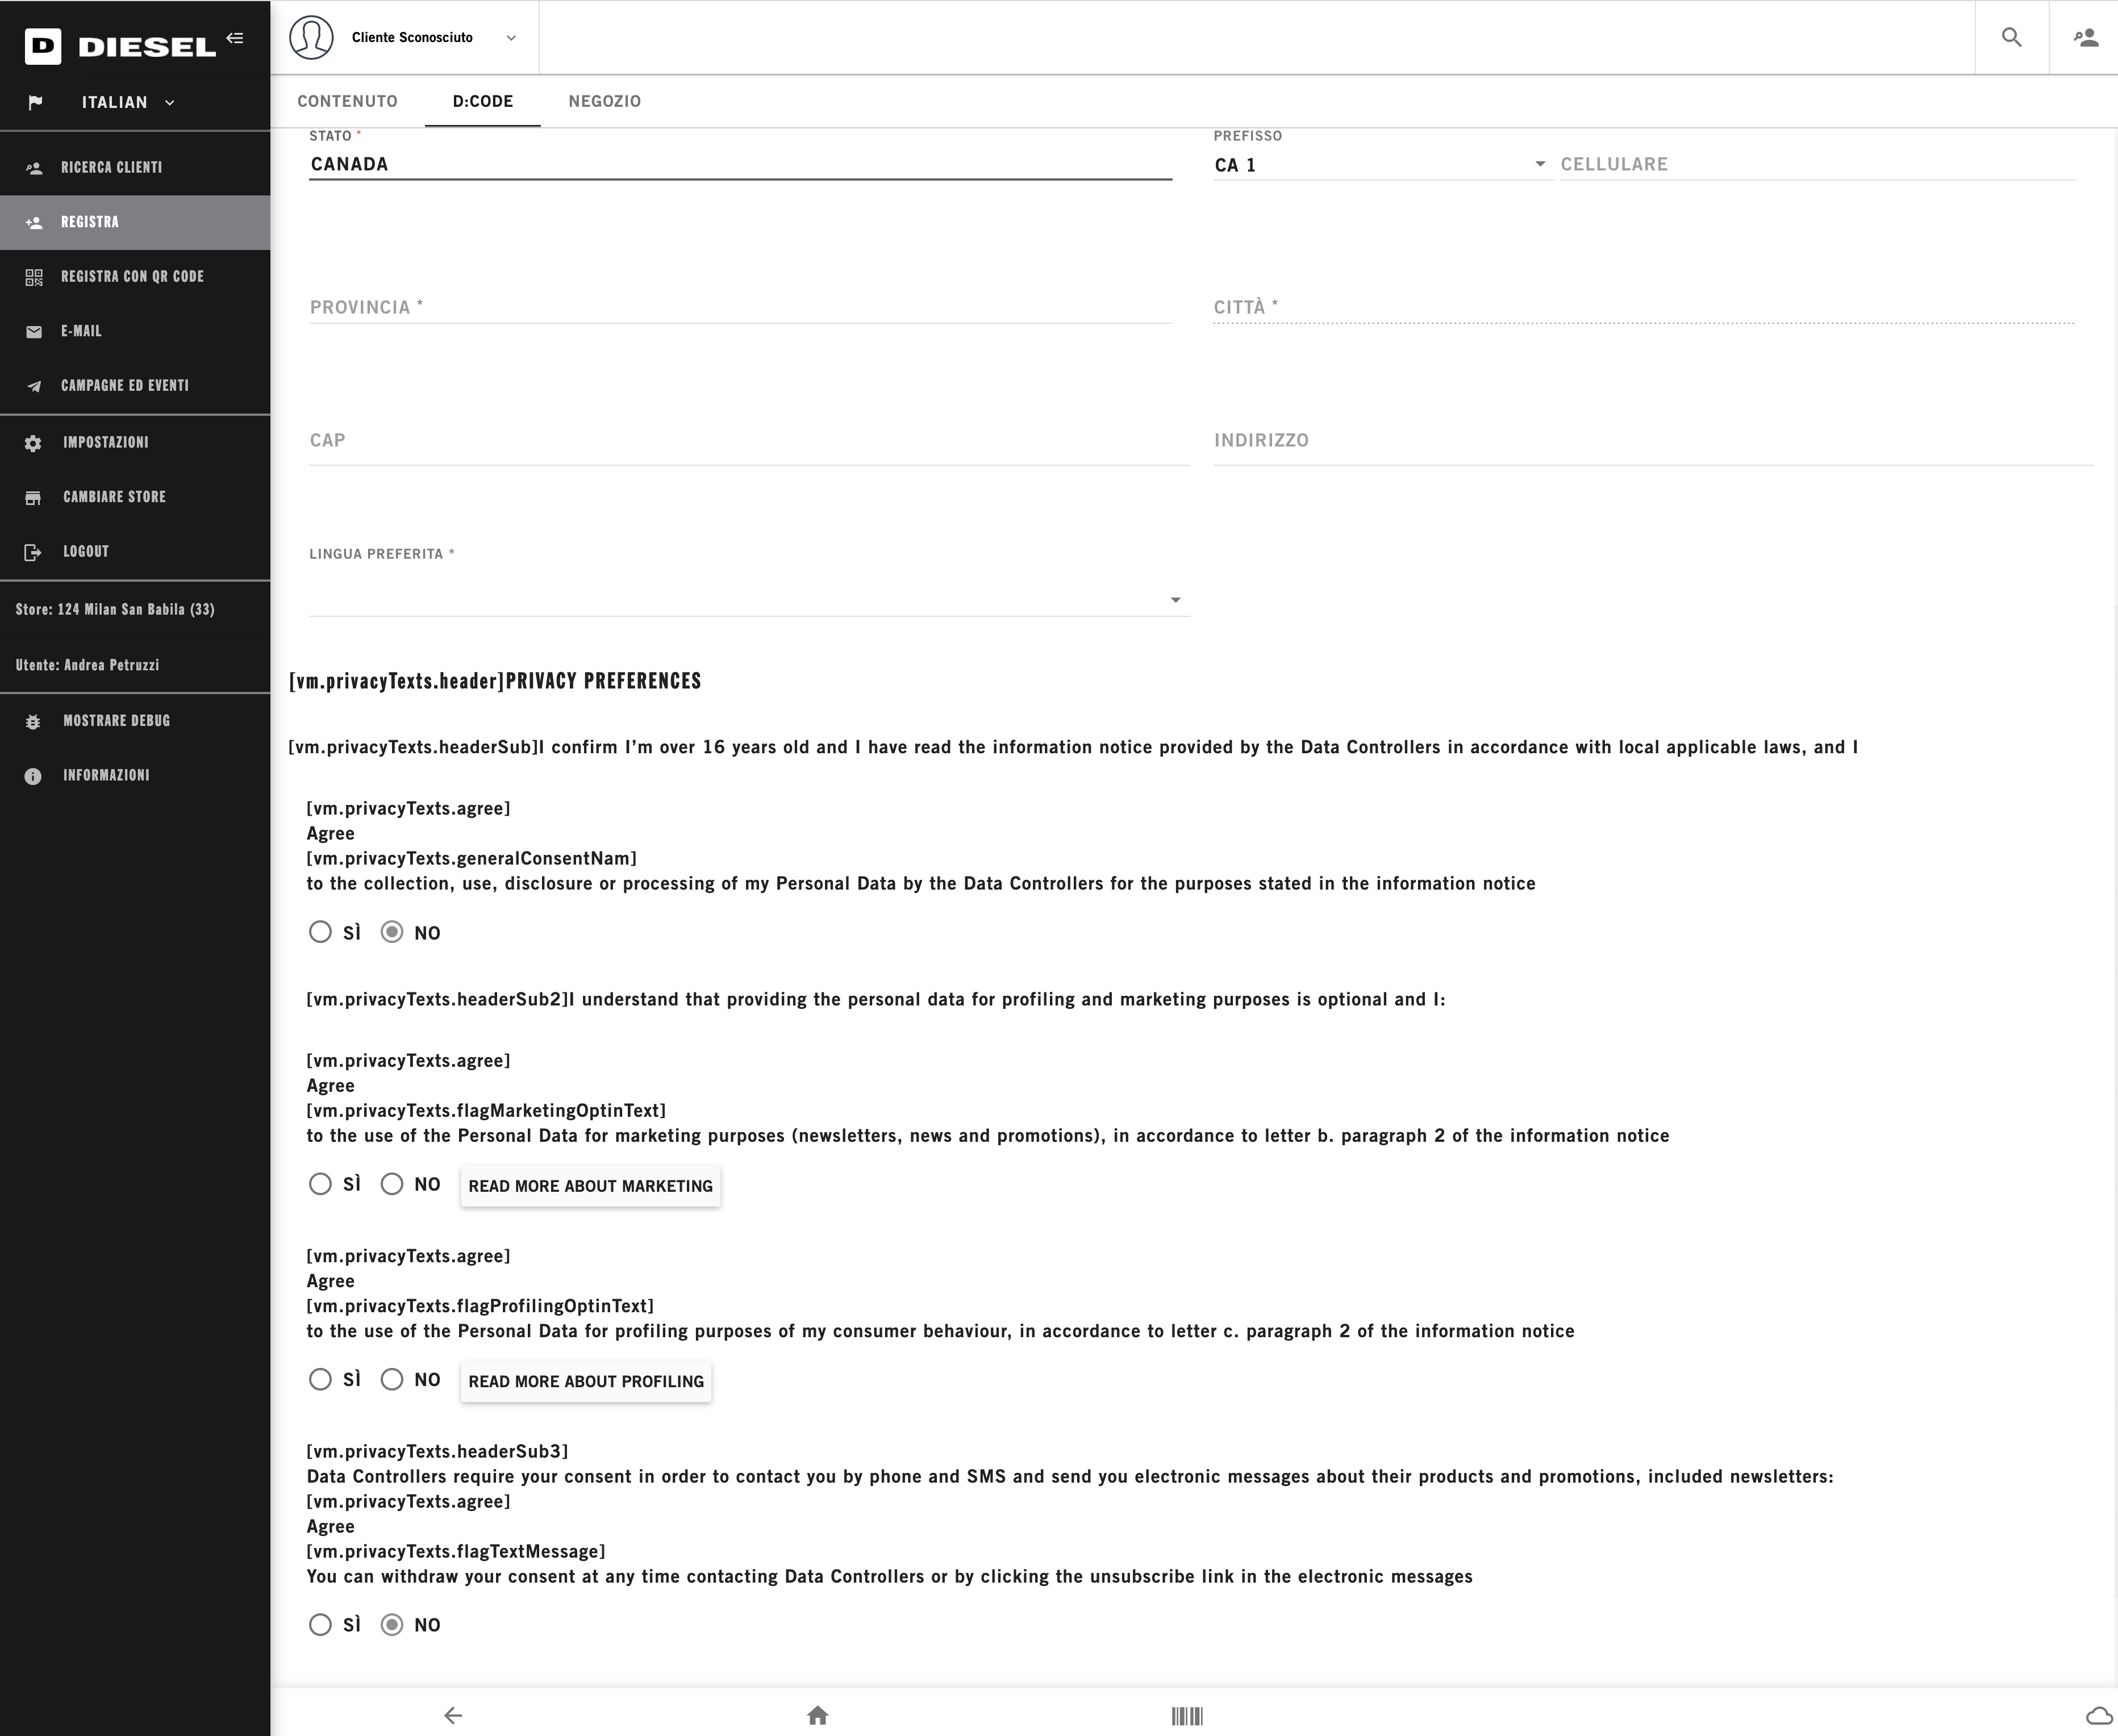 D DIESEL
ITALIAN
RICERCA CLIENTI
REGISTRA
REGISTRA CON QR CODE
E-MAIL
CAMPAGNE ED EVENTI
IMPOSTAZIONI
CAMBIARE STORE
LOGOUT
Store: 124 Milan San Babila (33)
Utente: Andrea Petruzzi
MOSTRARE DEBUG
INFORMAZIONI
Cliente Sconosciuto
CONTENUTO D:CODE NEGOZIO
STATO * PREFISSO
CANADA CA 1 CELLULARE
PROVINCIA * CITTÀ *
CAP INDIRIZZO
LINGUA PREFERITA *
[vm.privacyTexts.header]PRIVACY PREFERENCES
[vm.privacyTexts.headerSub]I confirm I'm over 16 years old and I have read the information notice provided by the Data Controllers in accordance with local applicable laws, and I
[vm.privacyTexts.agree]
Agree
[vm.privacyTexts.generalConsentNam]
to the collection, use, disclosure or processing of my Personal Data by the Data Controllers for the purposes stated in the information notice
SÌ NO
[vm.privacyTexts.headerSub2]I understand that providing the personal data for profiling and marketing purposes is optional and I:
[vm.privacyTexts.agree]
Agree
[vm.privacyTexts.flagMarketingOptinText]
to the use of the Personal Data for marketing purposes (newsletters, news and promotions), in accordance to letter b. paragraph 2 of the information notice
SÌ NO READ MORE ABOUT MARKETING
[vm.privacyTexts.agree]
Agree
[vm.privacyTexts.flagProfilingOptinText]
to the use of the Personal Data for profiling purposes of my consumer behaviour, in accordance to letter c. paragraph 2 of the information notice
SÌ NO READ MORE ABOUT PROFILING
[vm.privacyTexts.headerSub3]
Data Controllers require your consent in order to contact you by phone and SMS and send you electronic messages about their products and promotions, included newsletters:
[vm.privacyTexts.agree]
Agree
[vm.privacyTexts.flagTextMessage]
You can withdraw your consent at any time contacting Data Controllers or by clicking the unsubscribe link in the electronic messages
SÌ NO